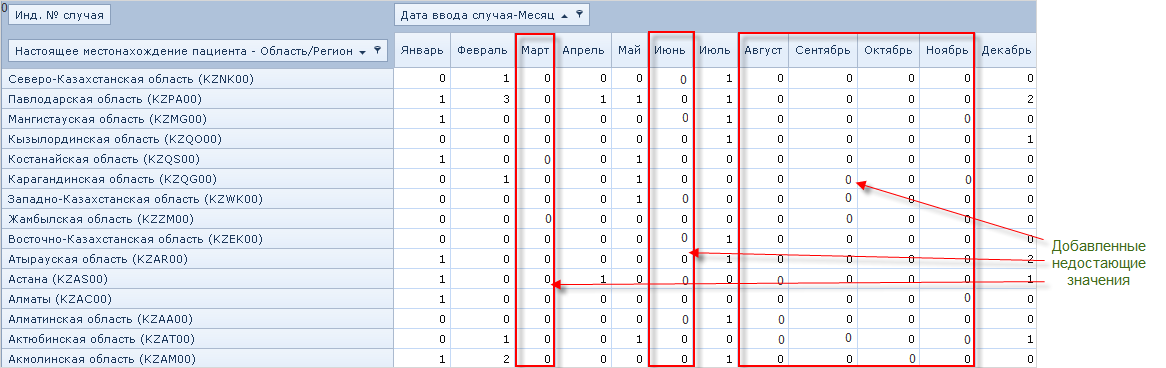 0 Инд. № случая Дата ввода случая-Месяц
Настоящее местонахождение пациента - Область/Регион Январь Февраль Март Апрель Май Июнь Июль Август Сентябрь Октябрь Ноябрь Декабрь
Северо-Казахстанская область (KZNK00) 0 1 0 0 0 0 1 0 0 0 0 0
Павлодарская область (KZPA00) 1 3 0 1 1 0 1 0 0 0 0 2
Мангистауская область (KZMG00) 1 0 0 0 0 0 1 0 0 0 0 0
Кызылординская область (KZQO00) 0 0 0 0 0 0 1 0 0 0 0 1
Костанайская область (KZQS00) 1 0 0 0 1 0 0 0 0 0 0 0
Карагандинская область (KZQG00) 0 1 0 0 1 0 0 0 0 0 0 0
Западно-Казахстанская область (KZWK00) 0 0 0 0 1 0 0 0 0 0 0 0
Жамбылская область (KZZM00) 0 0 0 0 0 0 0 0 0 0 0 0
Восточно-Казахстанская область (KZEK00) 0 0 0 0 0 0 1 0 0 0 0 0
Атырауская область (KZAR00) 1 0 0 0 0 0 1 0 0 0 0 2
Астана (KZAS00) 1 0 0 1 0 0 0 0 0 0 0 1
Алматы (KZAC00) 1 0 0 0 0 0 0 0 0 0 0 0
Алматинская область (KZAA00) 0 0 0 0 0 0 1 0 0 0 0 0
Актюбинская область (KZAT00) 0 1 0 0 1 0 0 0 0 0 0 1
Акмолинская область (KZAM00) 1 2 0 0 0 0 1 0 0 0 0 0
Добавленные
недостающие
значения